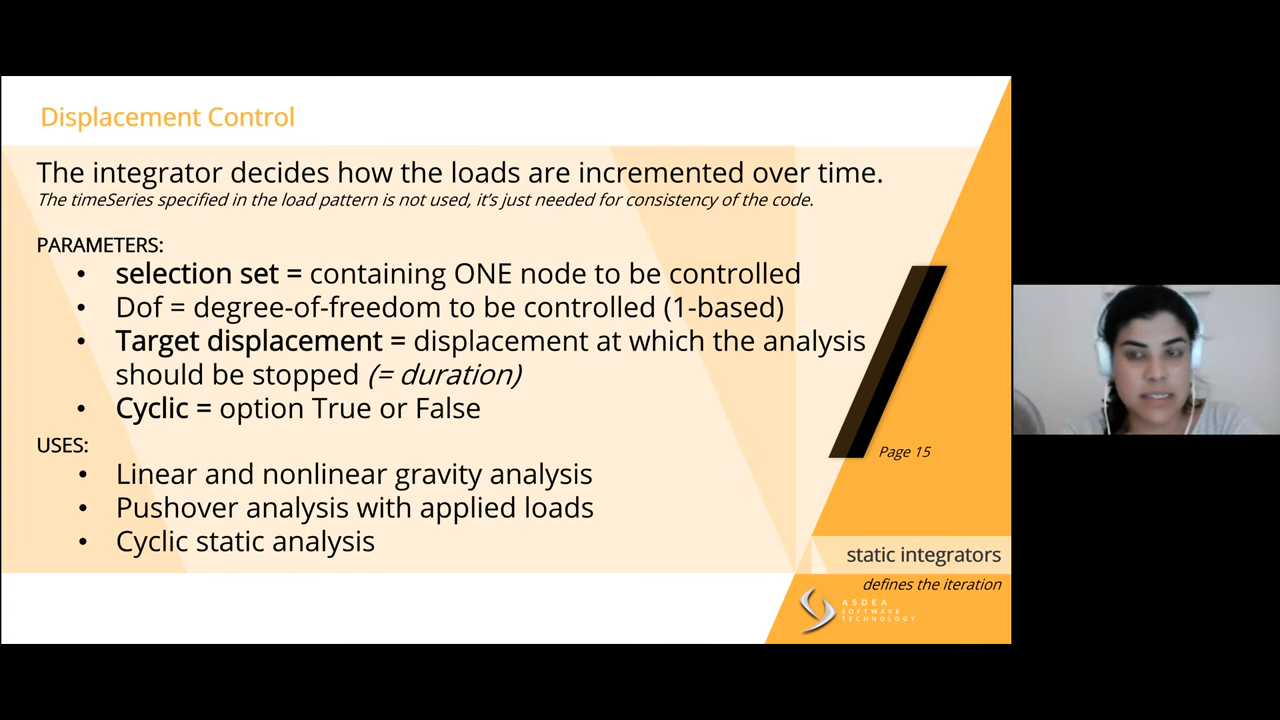 Displacement Control
The integrator decides how the loads are incremented over time.
The timeSeries specified in the load pattern is not used, it's just needed for consistency of the code.
PARAMETERS:
• selection set = containing ONE node to be controlled
• Dof = degree-of-freedom to be controlled (1-based)
• Target displacement = displacement at which the analysis
should be stopped (= duration)
• Cyclic = option True or False
USES:
• Linear and nonlinear gravity analysis
• Pushover analysis with applied loads
• Cyclic static analysis
Page 15
static integrators
defines the iteration
ASDEA
SOFTWARE
TECHNOLOGY